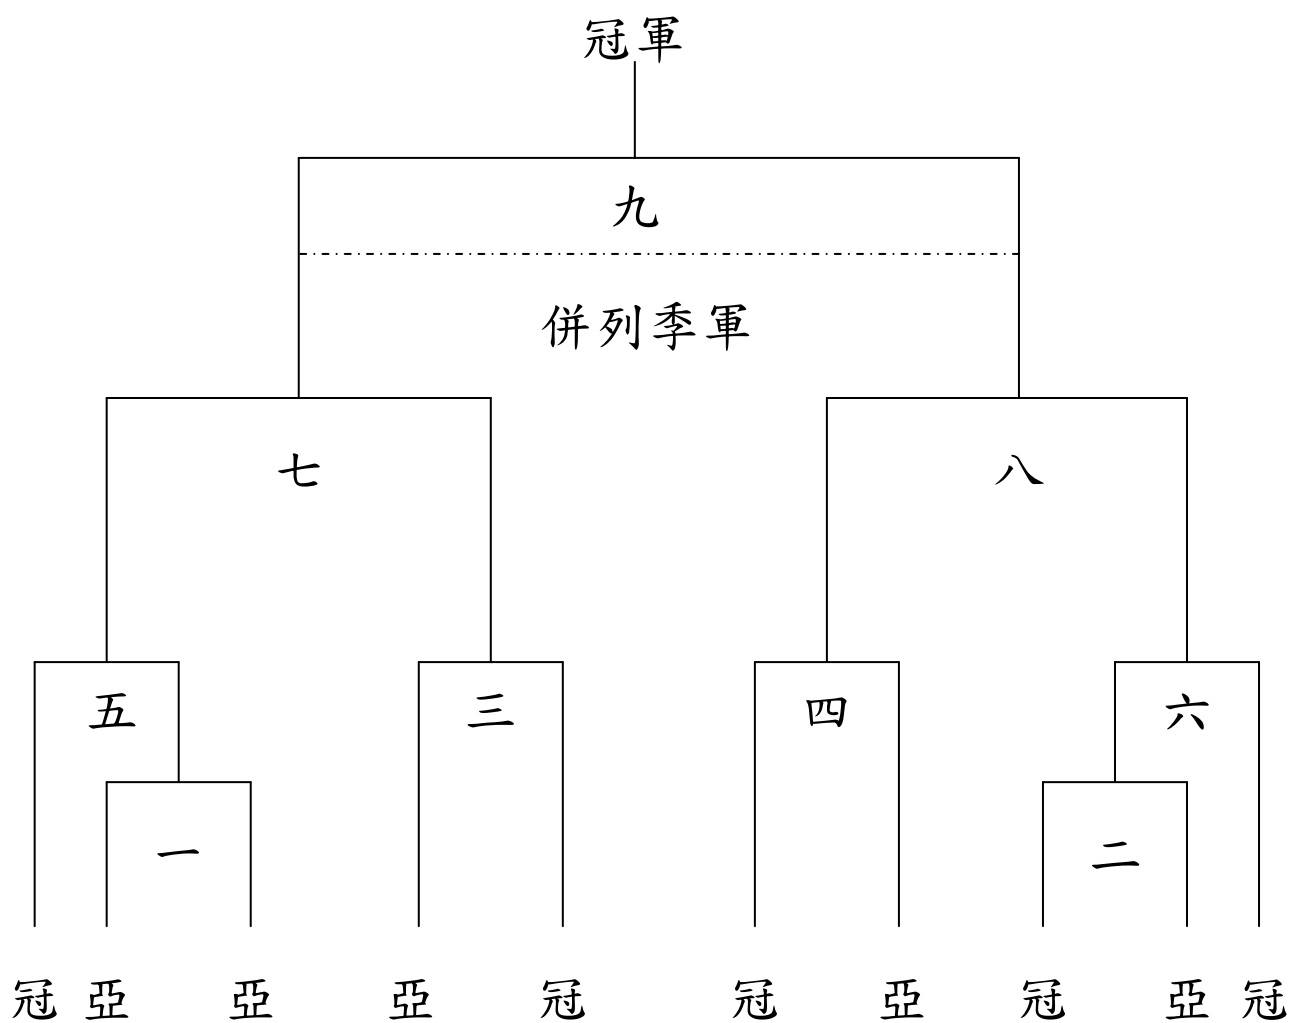 冠軍
九
併列季軍
七 八
五 三 四 六
一 二
冠 亞 亞 亞 冠 冠 亞 冠 亞 冠